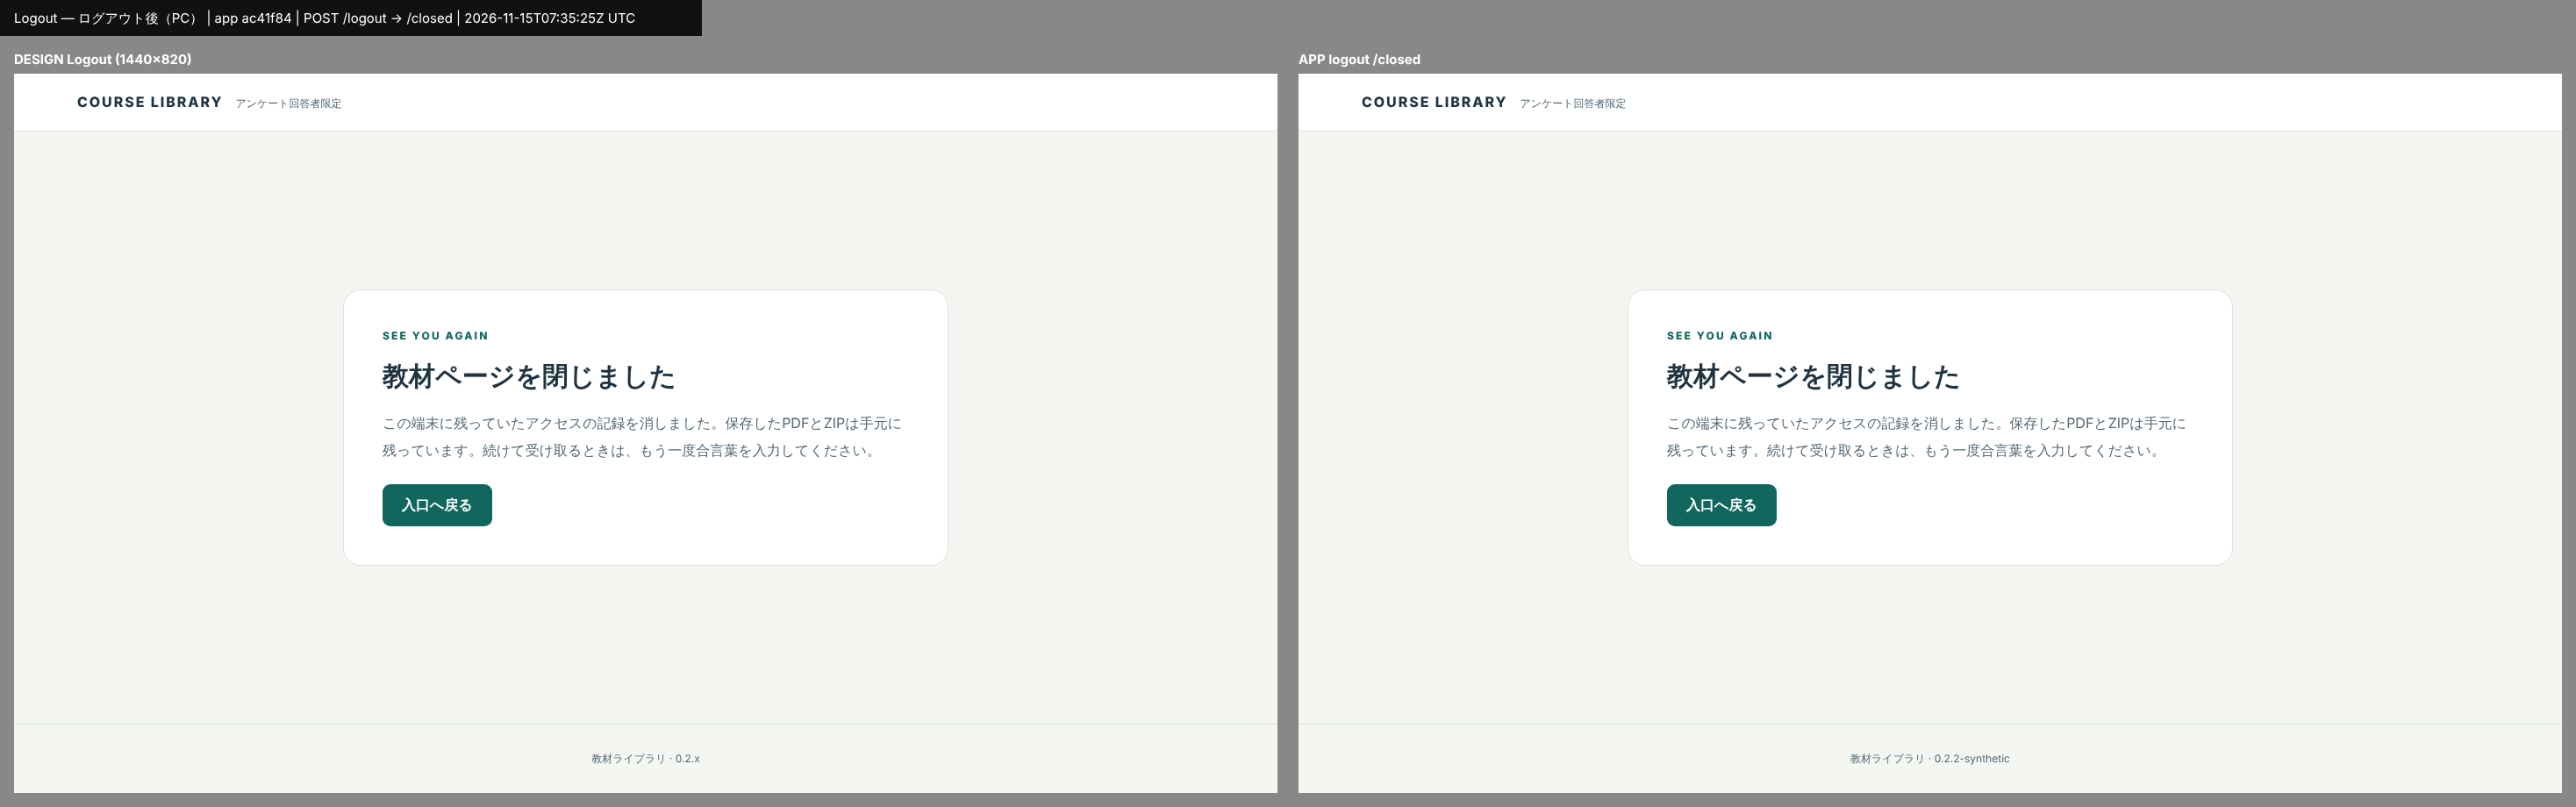 Logout — ログアウト後（PC） | app ac41f84 | POST /logout → /closed | 2026-11-15T07:35:25Z UTC
DESIGN Logout (1440×820)
COURSE LIBRARY アンケート回答者限定
SEE YOU AGAIN
教材ページを閉じました
この端末に残っていたアクセスの記録を消しました。保存したPDFとZIPは手元に
残っています。続けて受け取るときは、もう一度合言葉を入力してください。
入口へ戻る
教材ライブラリ · 0.2.x
APP logout /closed
COURSE LIBRARY アンケート回答者限定
SEE YOU AGAIN
教材ページを閉じました
この端末に残っていたアクセスの記録を消しました。保存したPDFとZIPは手元に
残っています。続けて受け取るときは、もう一度合言葉を入力してください。
入口へ戻る
教材ライブラリ · 0.2.2-synthetic